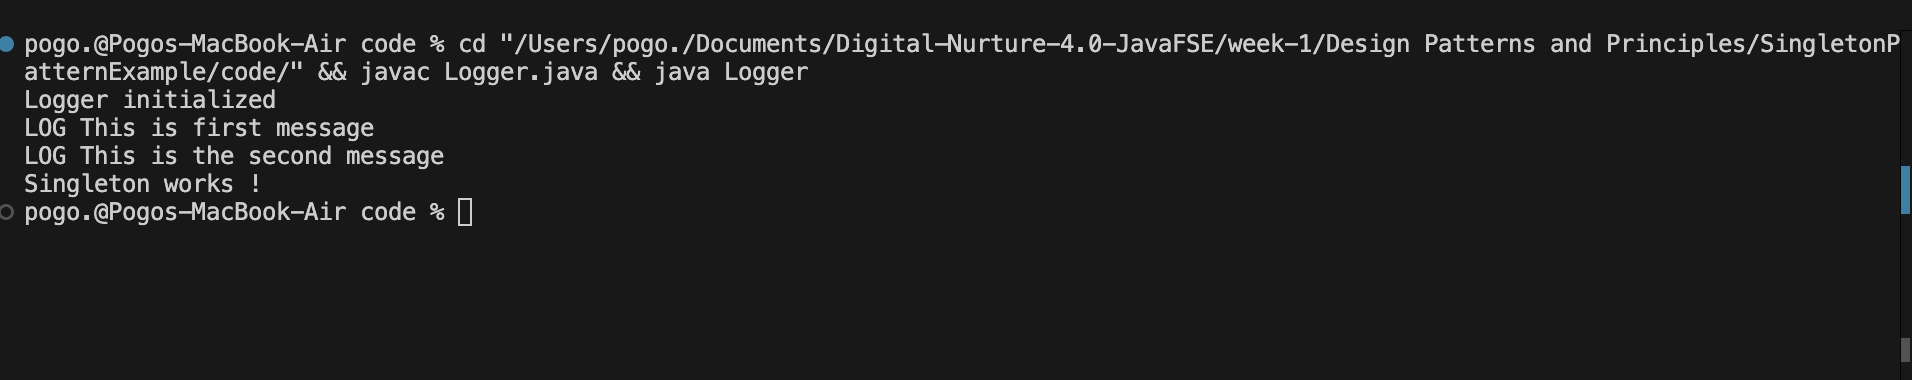 pogo.@Pogos-MacBook-Air code % cd "/Users/pogo./Documents/Digital-Nurture-4.0-JavaFSE/week-1/Design Patterns and Principles/SingletonP
atternExample/code/" && javac Logger.java && java Logger
Logger initialized
LOG This is first message
LOG This is the second message
Singleton works !
pogo.@Pogos-MacBook-Air code %